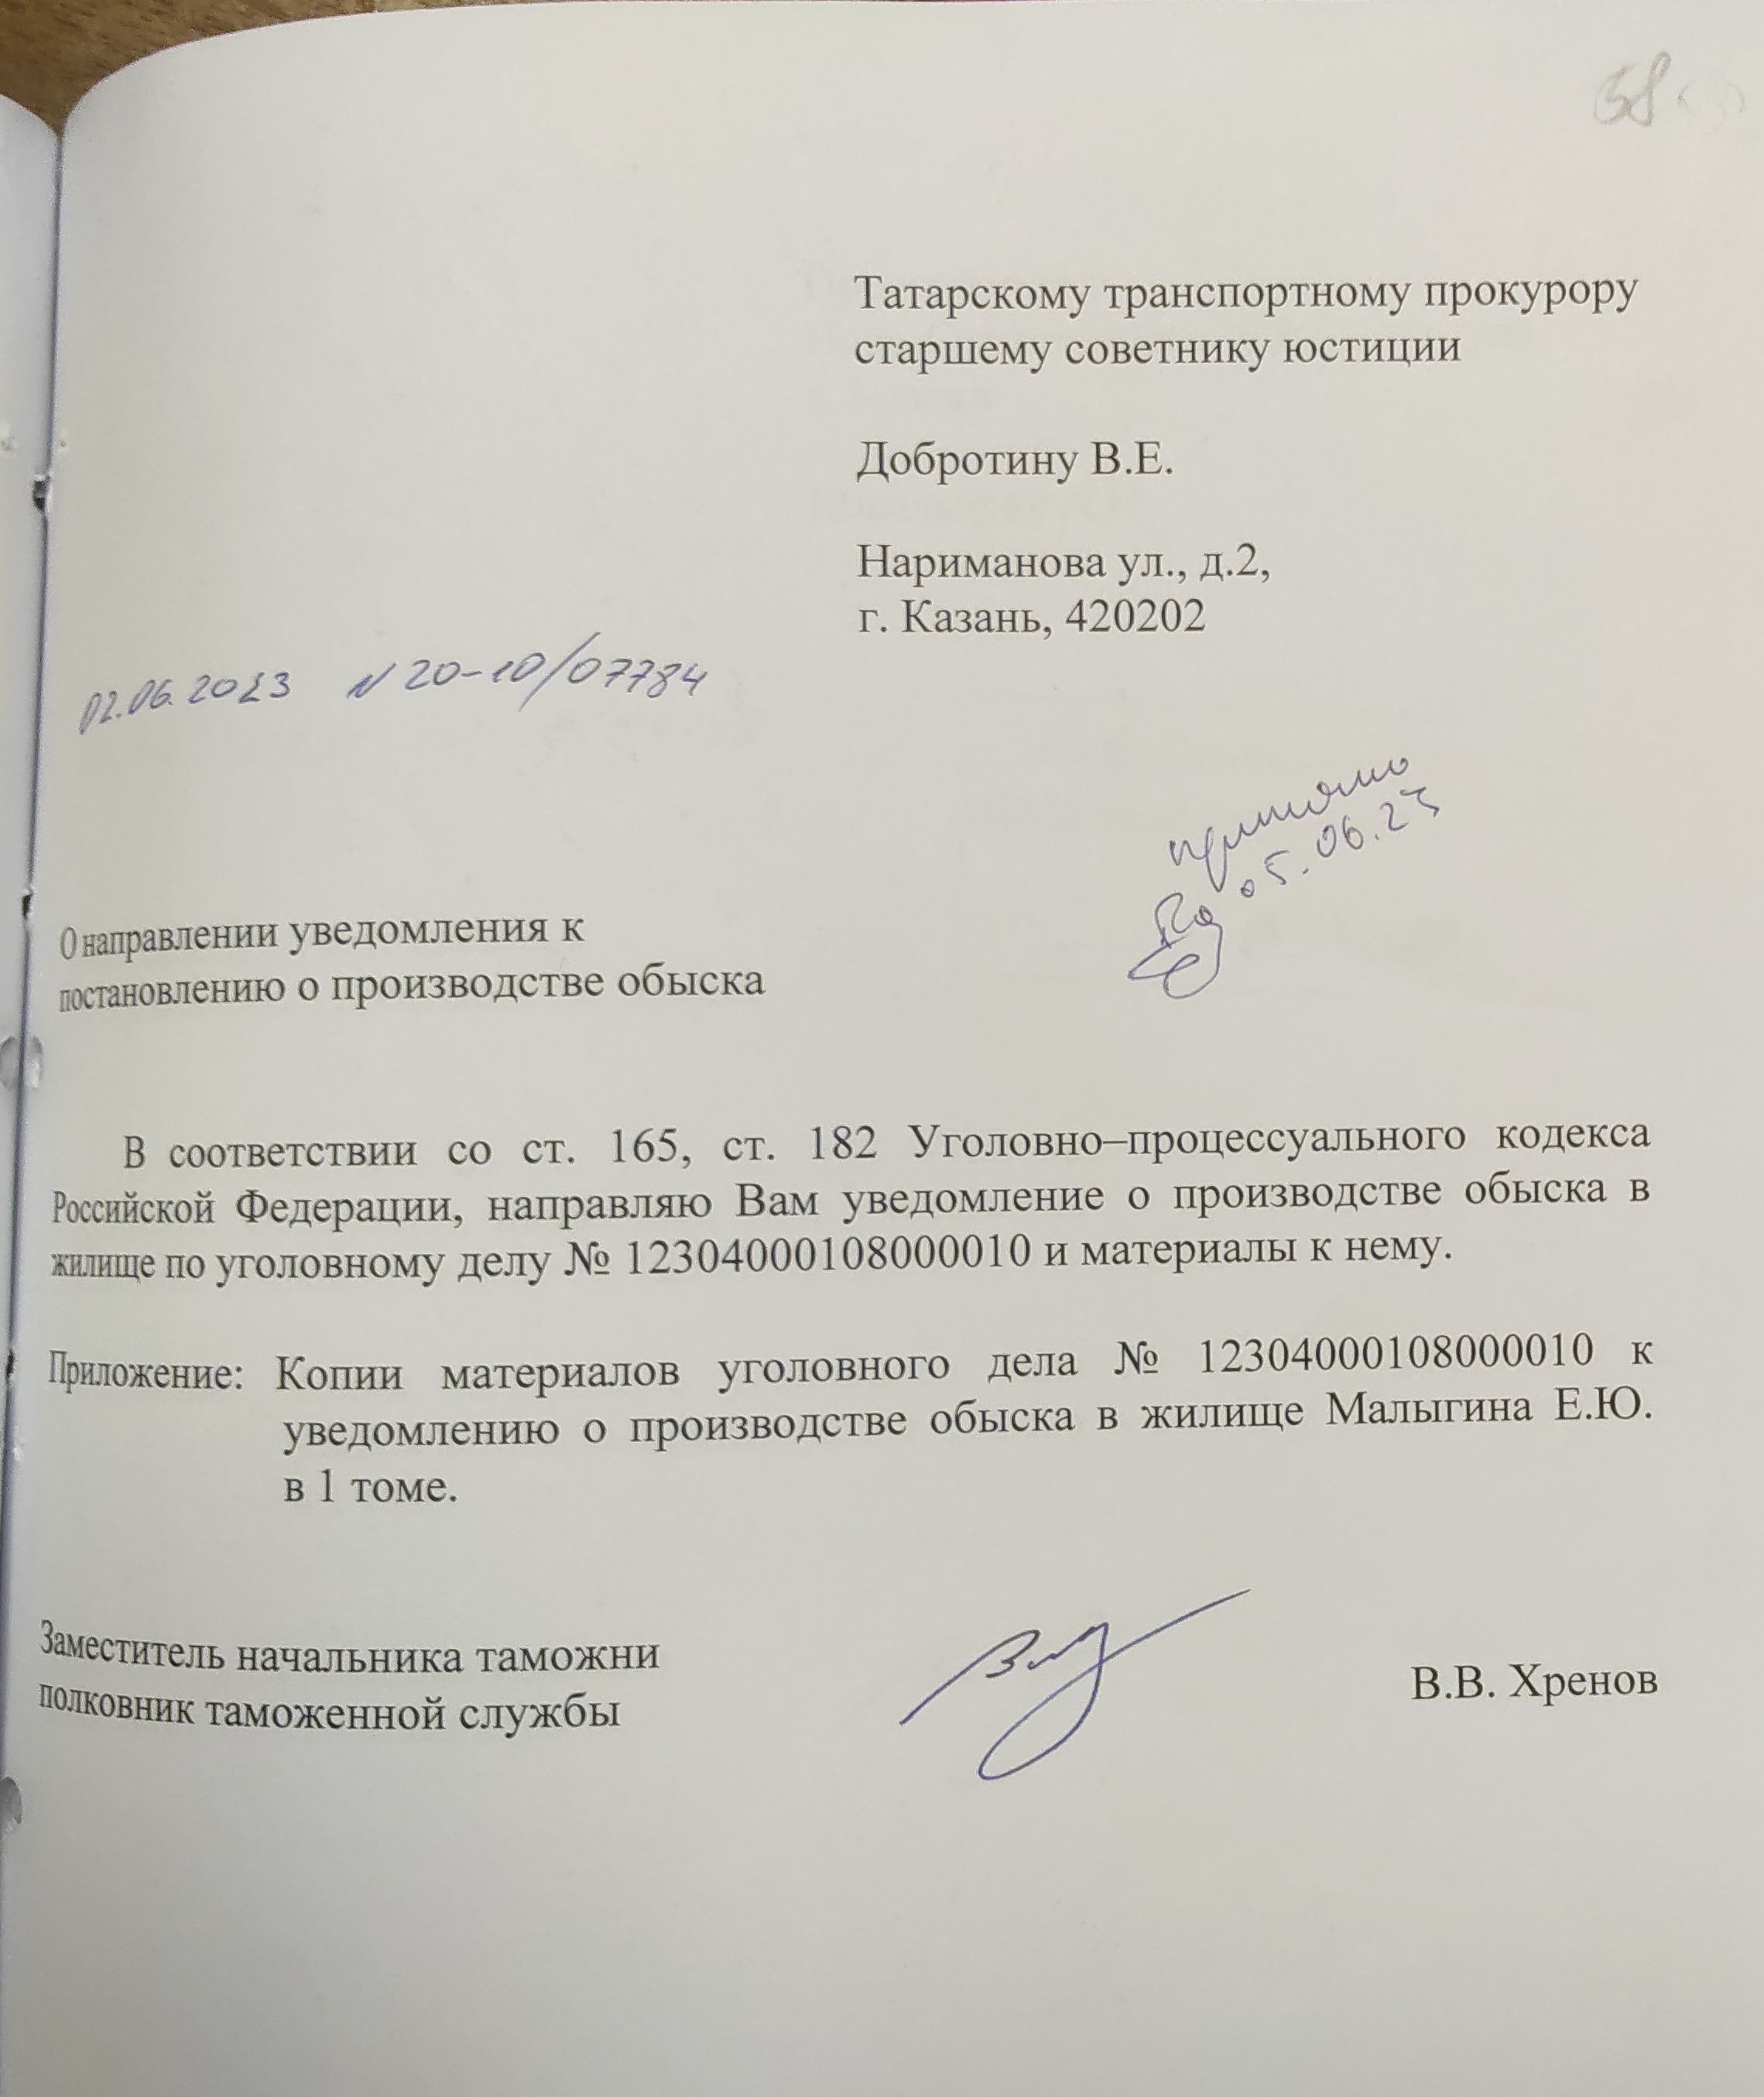 58
Татарскому транспортному прокурору
старшему советнику юстиции
Добротину В.Е.
Нариманова ул., д.2,
г. Казань, 420202
02.06.2023 N 20-10/07784
принято
05.06.23
О направлении уведомления к
постановлению о производстве обыска
В соответствии со ст. 165, ст. 182 Уголовно–процессуального кодекса
Российской Федерации, направляю Вам уведомление о производстве обыска в
жилище по уголовному делу № 12304000108000010 и материалы к нему.
Приложение: Копии материалов уголовного дела № 12304000108000010 к
уведомлению о производстве обыска в жилище Малыгина Е.Ю.
в 1 томе.
Заместитель начальника таможни
полковник таможенной службы
В.В. Хренов